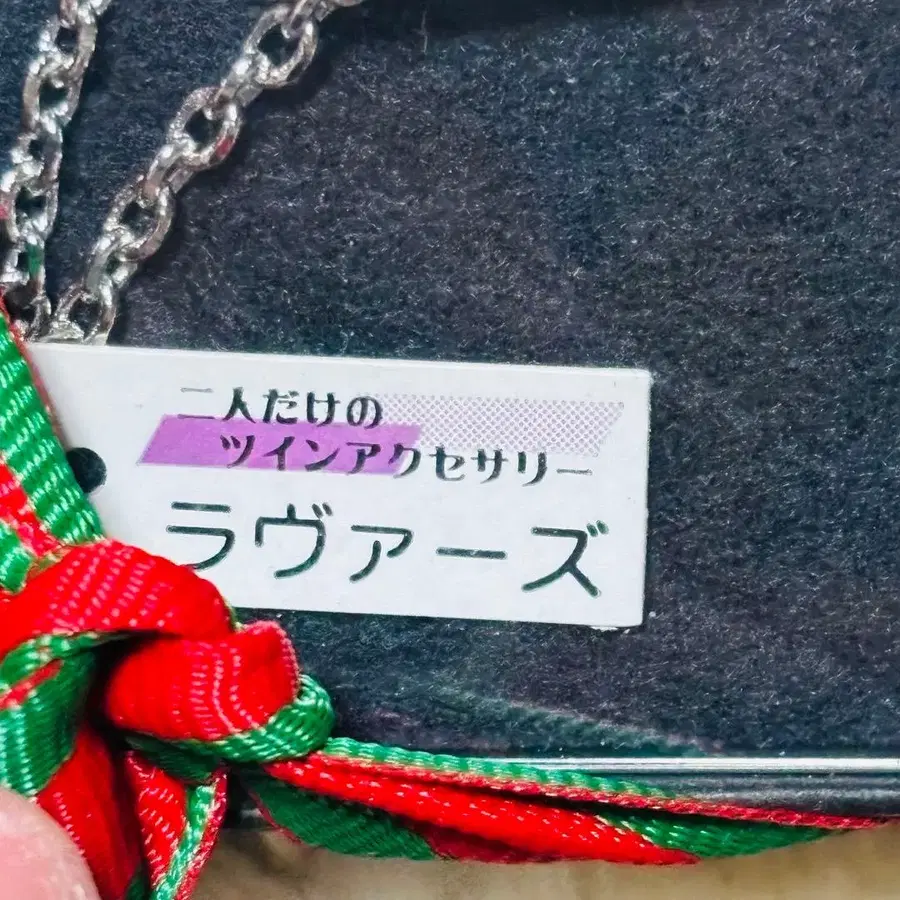 二人だけの
ツインアクセサリー
ラヴァーズ